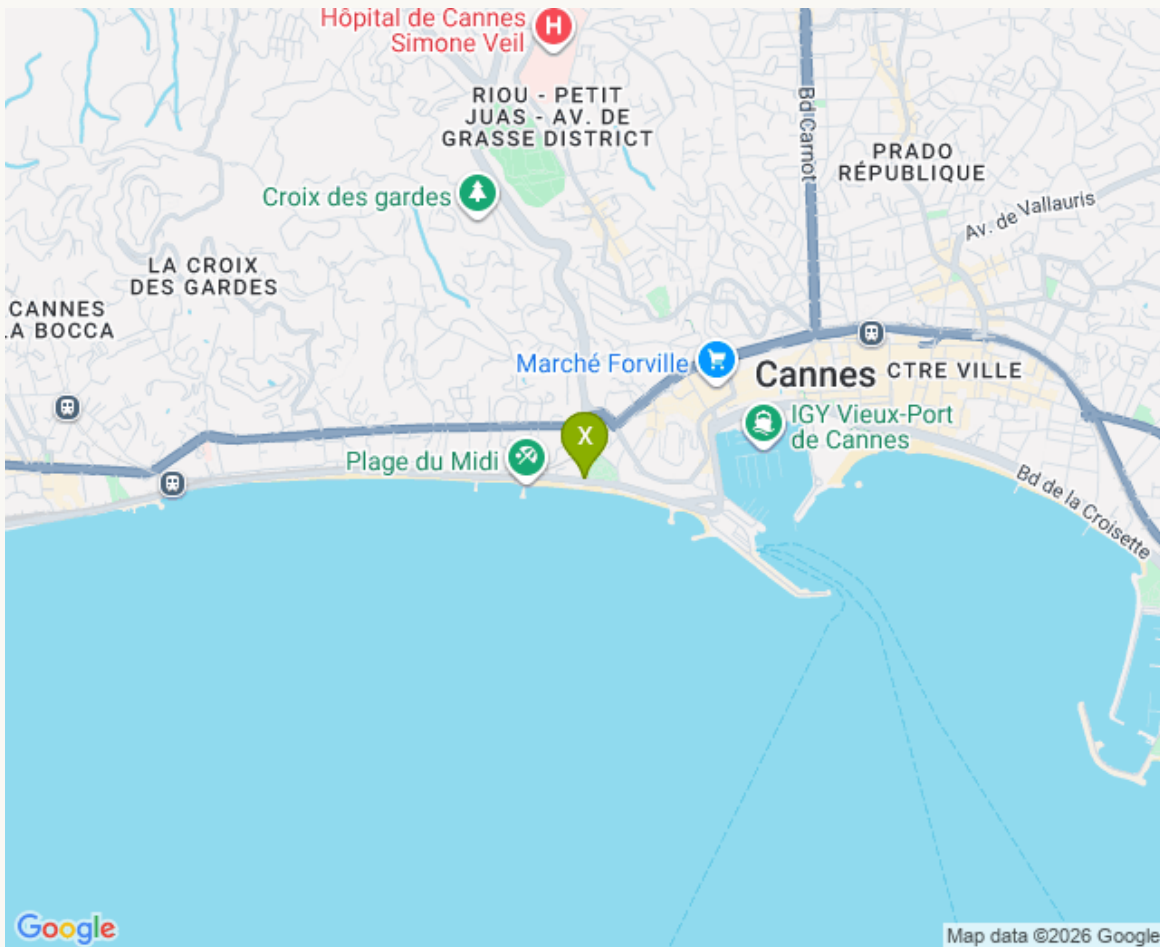 Hôpital de Cannes
Simone Veil
H
RIOU - PETIT
JUAS - AV. DE
GRASSE DISTRICT
Bd Carnot
PRADO
RÉPUBLIQUE
Croix des gardes
Av. de Vallauris
LA CROIX
DES GARDES
CANNES
LA BOCCA
Marché Forville
Cannes
CTRE VILLE
IGY Vieux-Port
de Cannes
X
Plage du Midi
Bd de la Croisette
Google
Map data ©2026 Google